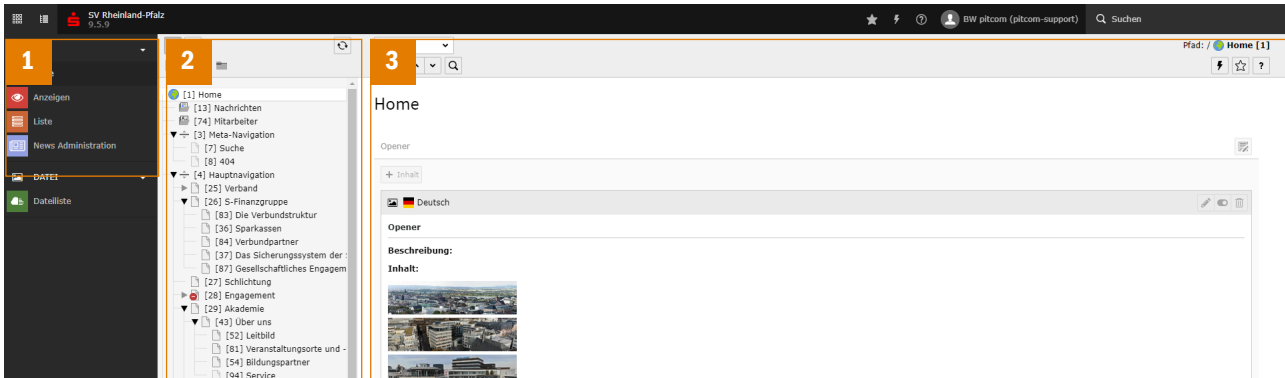 SV Rheinland-Pfalz
9.5.9
BW pitcom (pitcom-support)
Suchen
1
Anzeigen
Liste
News Administration
DATEI
Dateiliste
2
[1] Home
[13] Nachrichten
[74] Mitarbeiter
[3] Meta-Navigation
[7] Suche
[8] 404
[4] Hauptnavigation
[25] Verband
[26] S-Finanzgruppe
[83] Die Verbundstruktur
[36] Sparkassen
[84] Verbundpartner
[37] Das Sicherungssystem der
[87] Gesellschaftliches Engagem
[27] Schlichtung
[28] Engagement
[29] Akademie
[43] Über uns
[52] Leitbild
[81] Veranstaltungsorte und -
[54] Bildungspartner
[94] Service
3
Pfad: / Home [1]
Home
Opener
+ Inhalt
Deutsch
Opener
Beschreibung:
Inhalt: